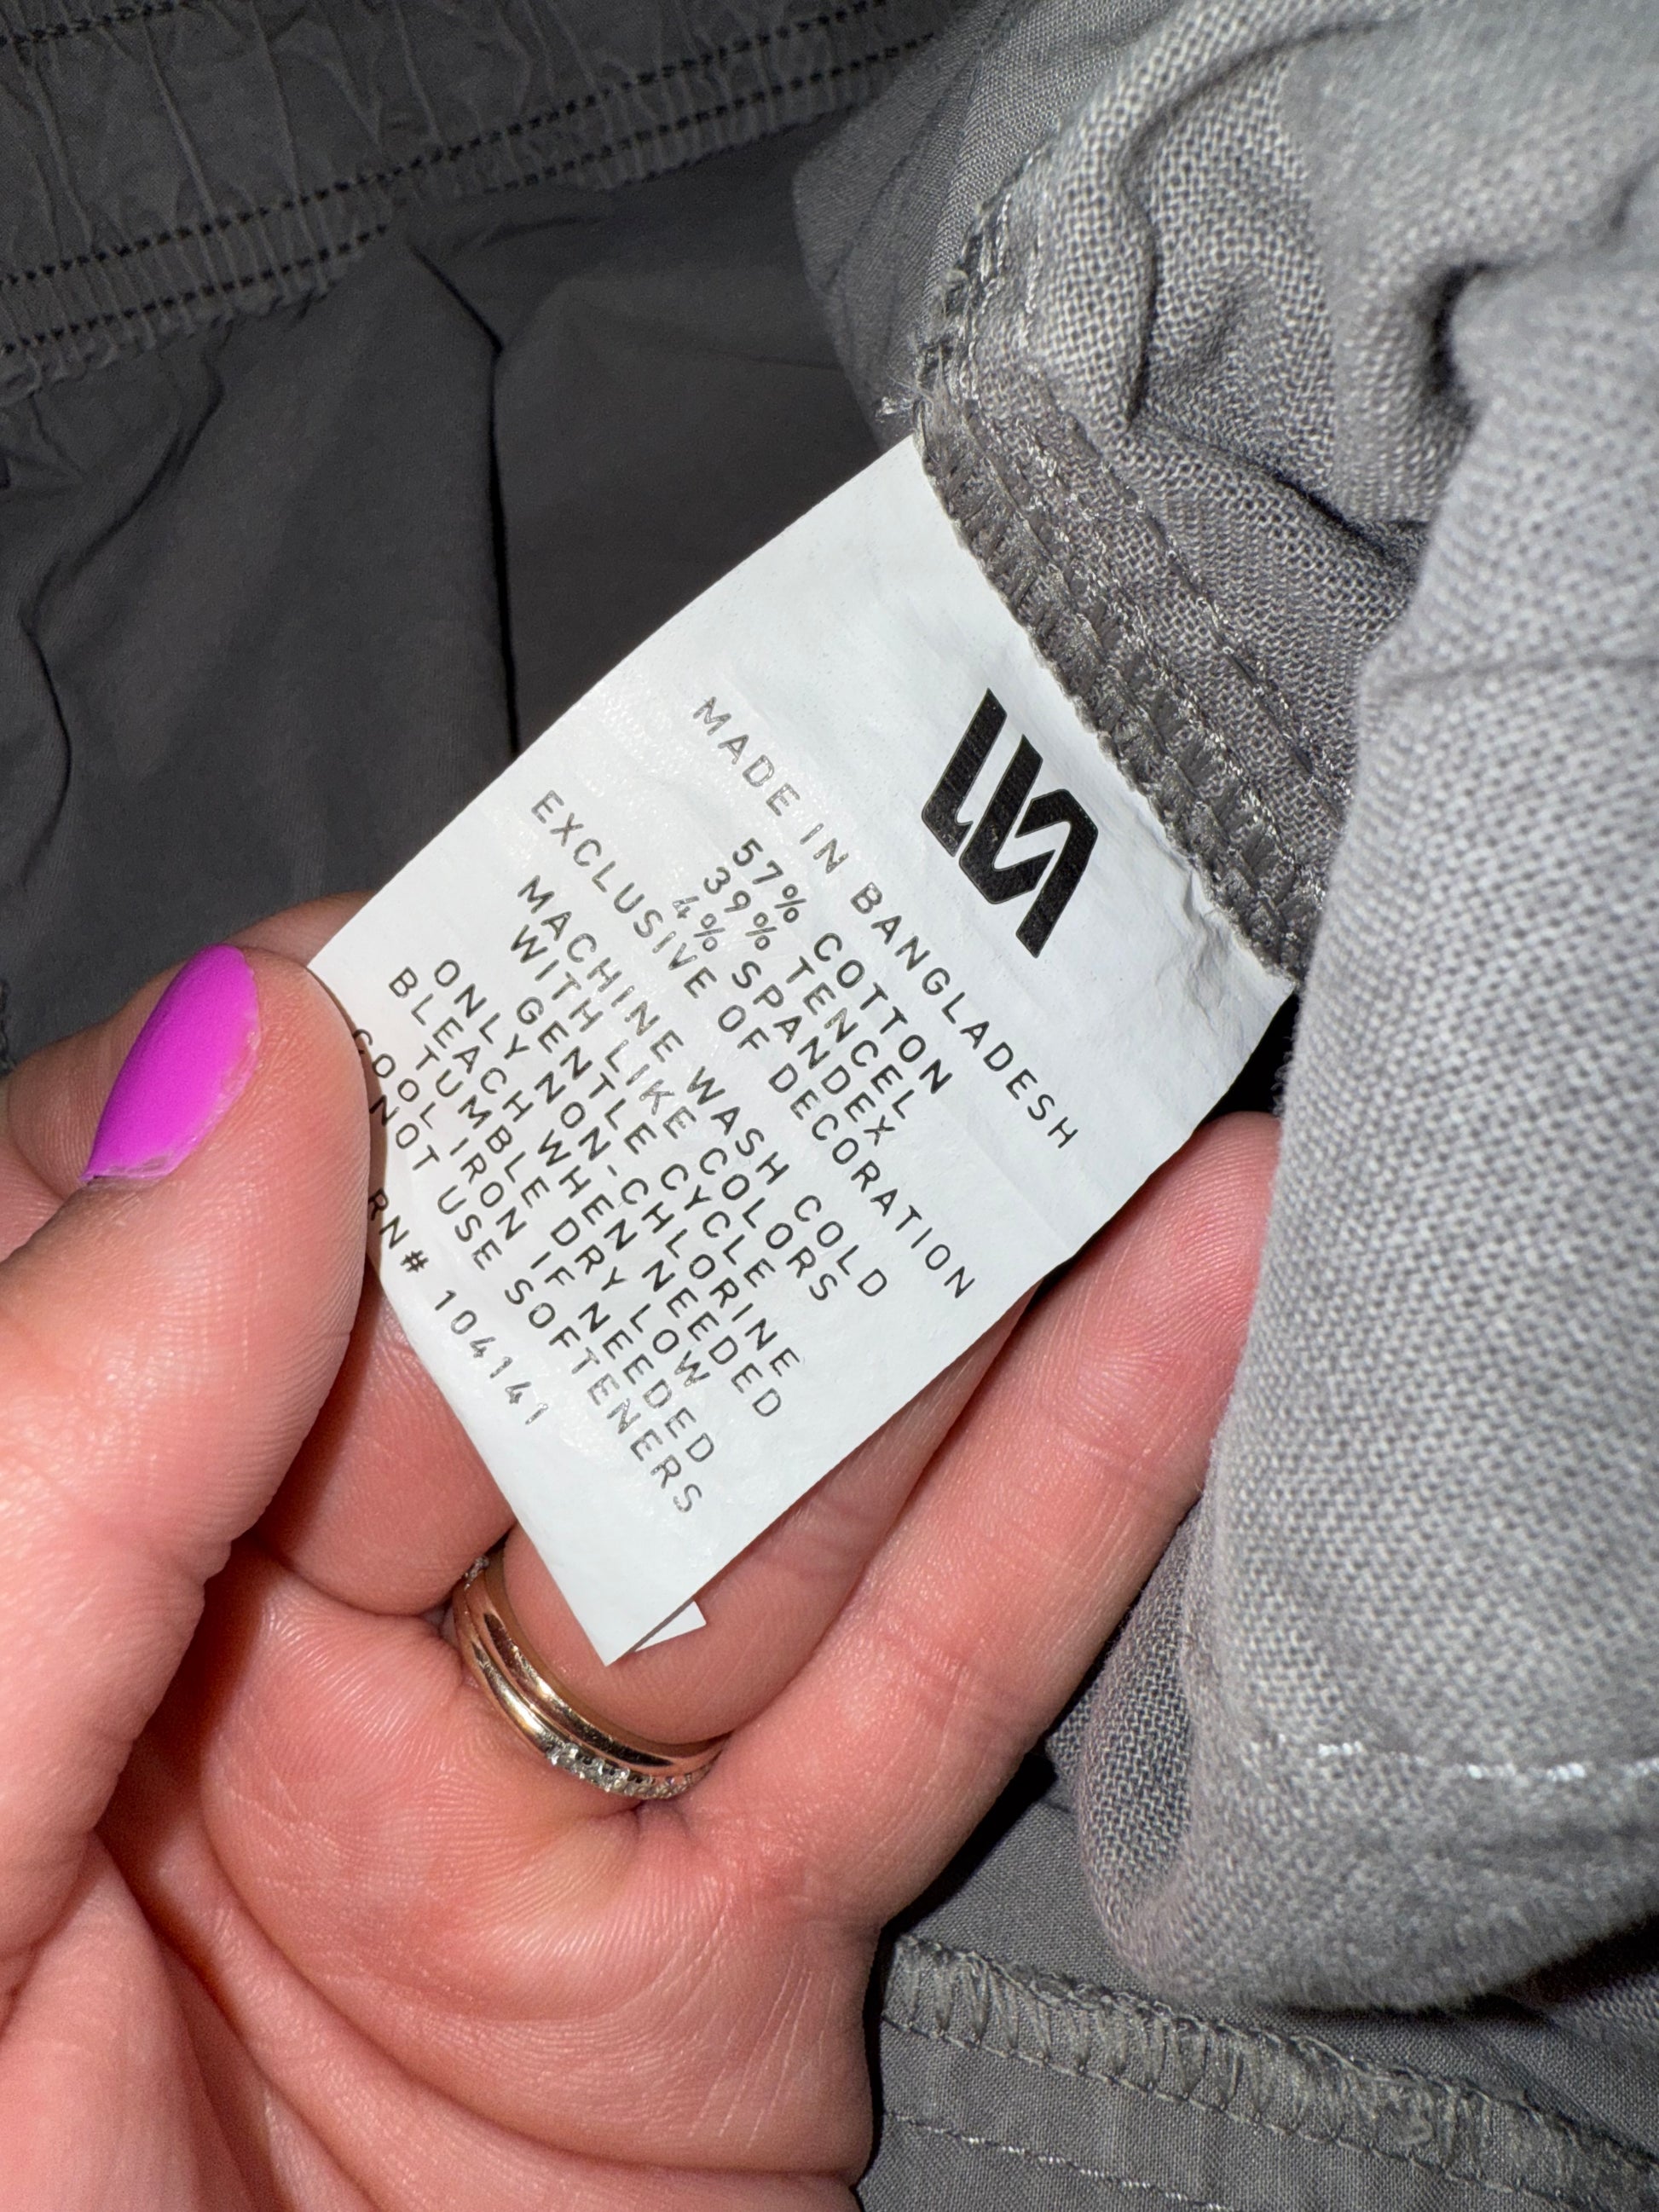 MADE IN BANGLADESH
57% COTTON
39% TENCEL
4% SPANDEX
EXCLUSIVE OF DECORATION
MACHINE WASH COLD
WITH LIKE COLORS
GENTLE CYCLE
ONLY NON-CHLORINE
BLEACH WHEN NEEDED
TUMBLE DRY LOW
COOL IRON IF NEEDED
NOT USE SOFTENERS
RN# 104141